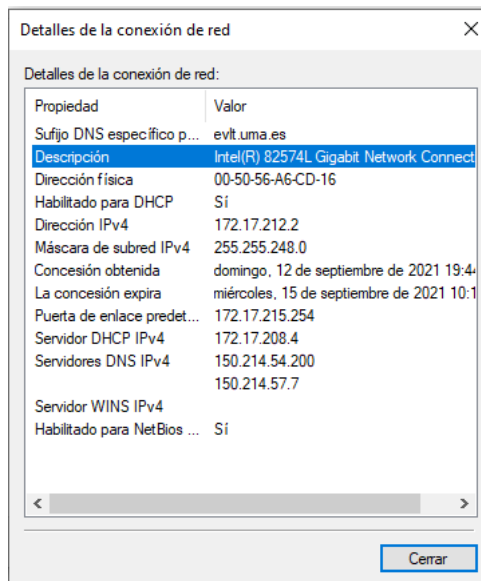 Detalles de la conexión de red
Detalles de la conexión de red:
Propiedad Valor
Sufijo DNS específico p... evlt.uma.es
Descripción Intel(R) 82574L Gigabit Network Connect
Dirección física 00-50-56-A6-CD-16
Habilitado para DHCP Sí
Dirección IPv4 172.17.212.2
Máscara de subred IPv4 255.255.248.0
Concesión obtenida domingo, 12 de septiembre de 2021 19:44
La concesión expira miércoles, 15 de septiembre de 2021 10:1
Puerta de enlace predet... 172.17.215.254
Servidor DHCP IPv4 172.17.208.4
Servidores DNS IPv4 150.214.54.200
150.214.57.7
Servidor WINS IPv4
Habilitado para NetBios ... Sí
Cerrar